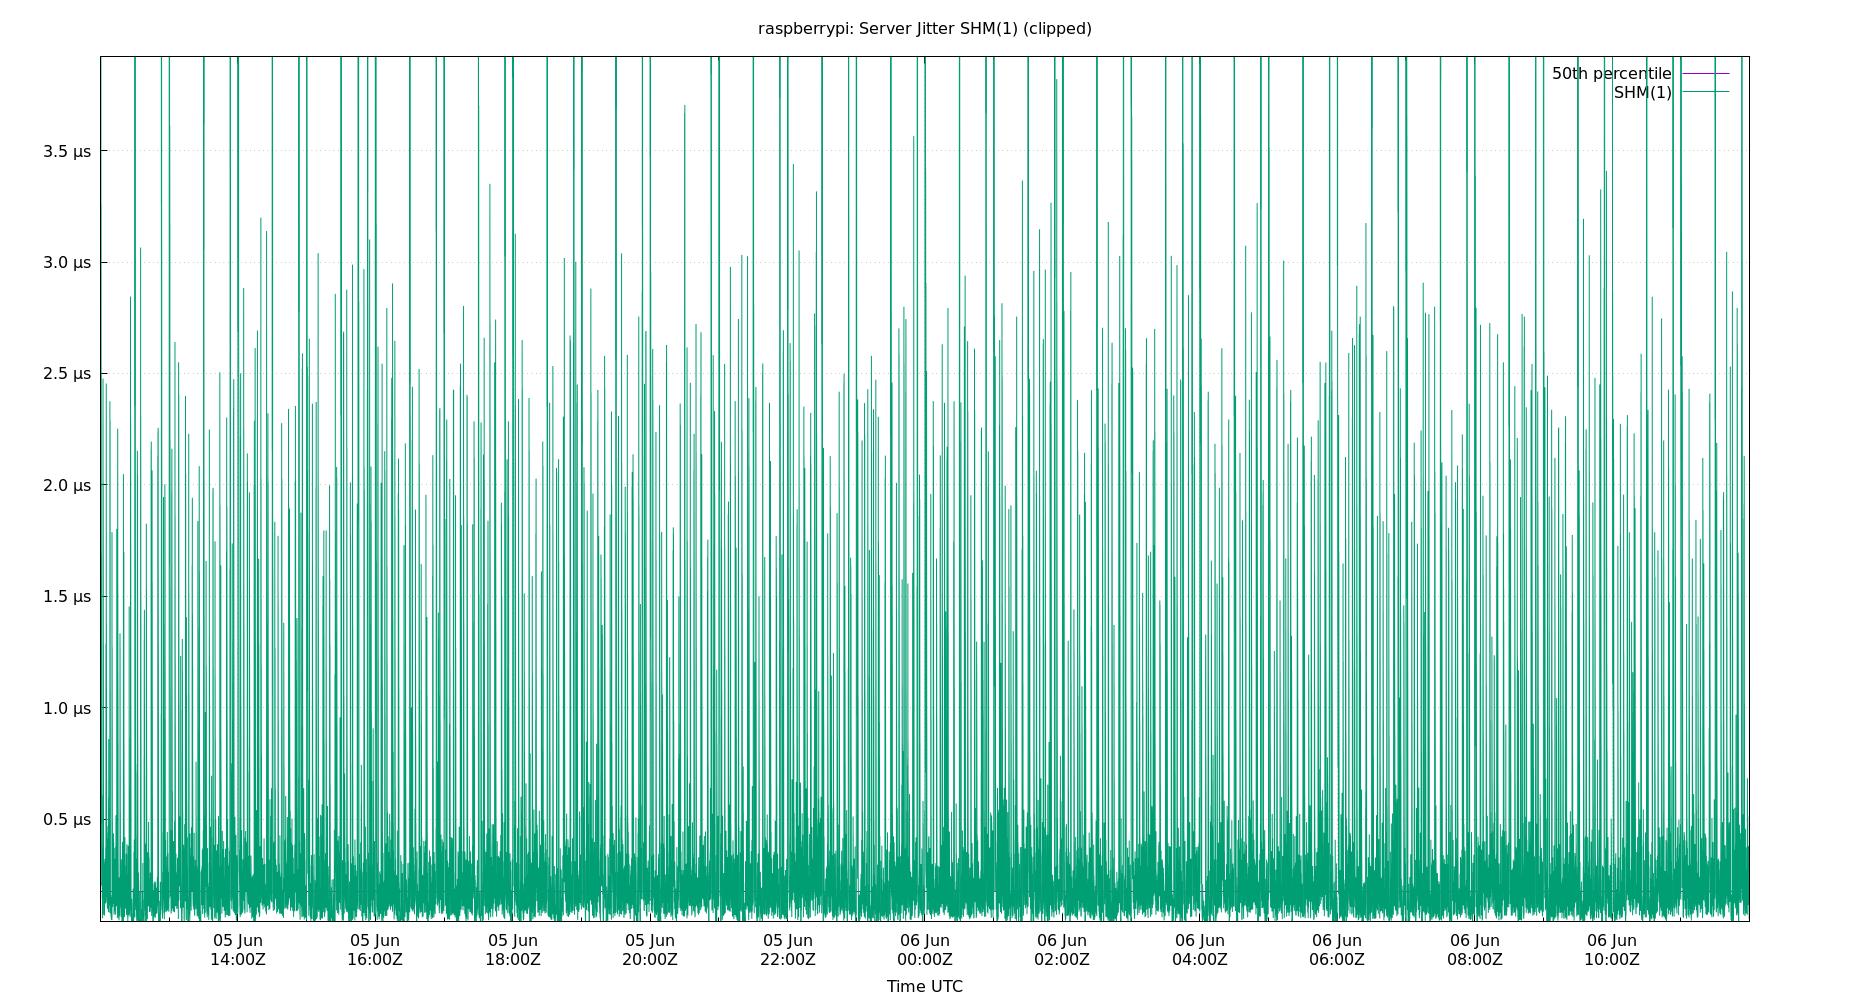 raspberrypi: Server Jitter SHM(1) (clipped)
50th percentile
SHM(1)
3.5 μs
3.0 μs
2.5 μs
2.0 μs
1.5 μs
1.0 μs
0.5 μs
05 Jun 05 Jun 05 Jun 05 Jun 05 Jun 06 Jun 06 Jun 06 Jun 06 Jun 06 Jun 06 Jun
14:00Z 16:00Z 18:00Z 20:00Z 22:00Z 00:00Z 02:00Z 04:00Z 06:00Z 08:00Z 10:00Z
Time UTC